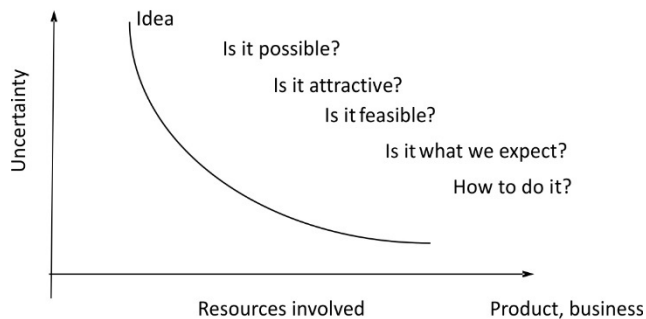 Idea
Is it possible?
Is it attractive?
Is it feasible?
Is it what we expect?
How to do it?
Uncertainty
Resources involved
Product, business